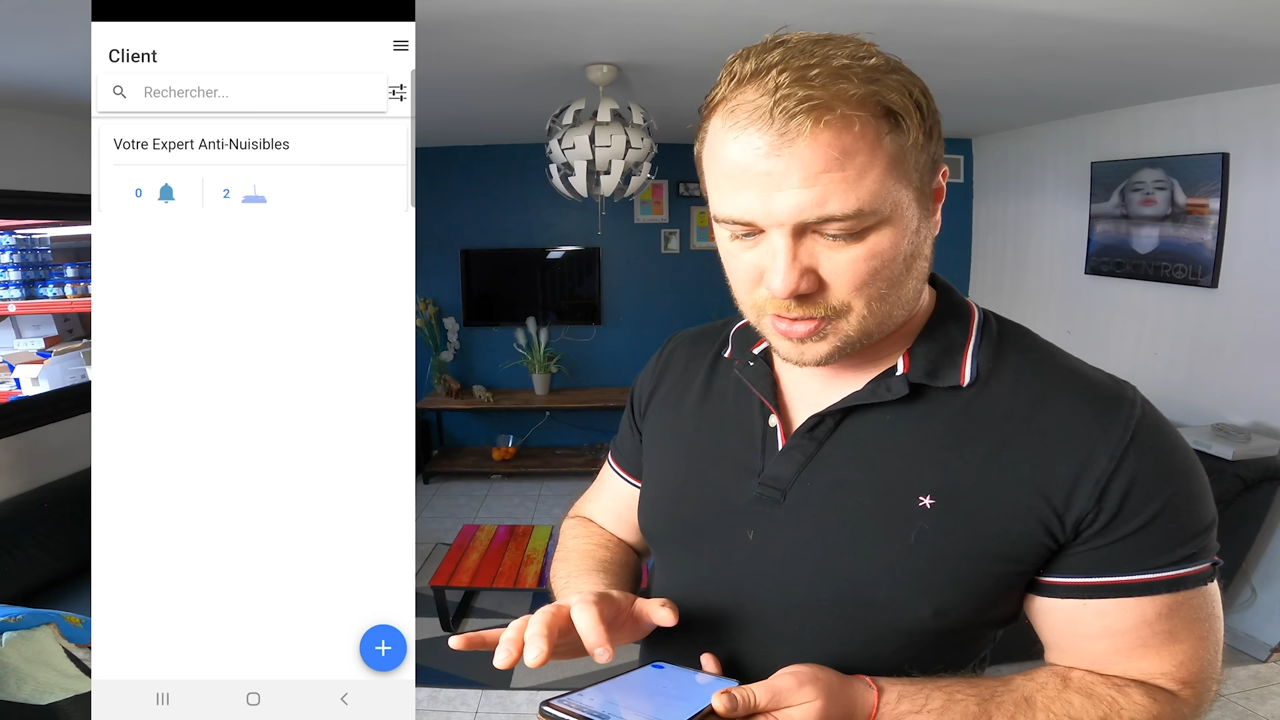 Client
Rechercher...
Votre Expert Anti-Nuisibles
0
2
ROCK'N'ROLL